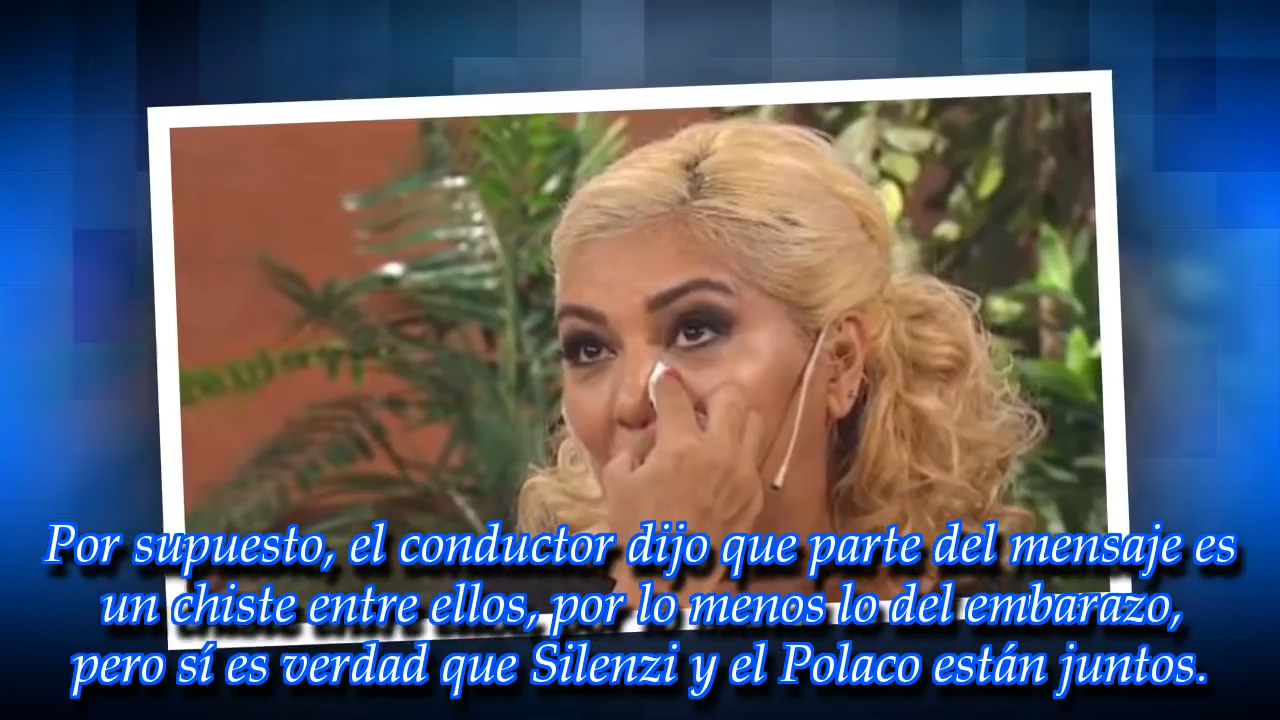 Por supuesto, el conductor dijo que parte del mensaje es
un chiste entre ellos, por lo menos lo del embarazo,
pero sí es verdad que Silenzi y el Polaco están juntos.